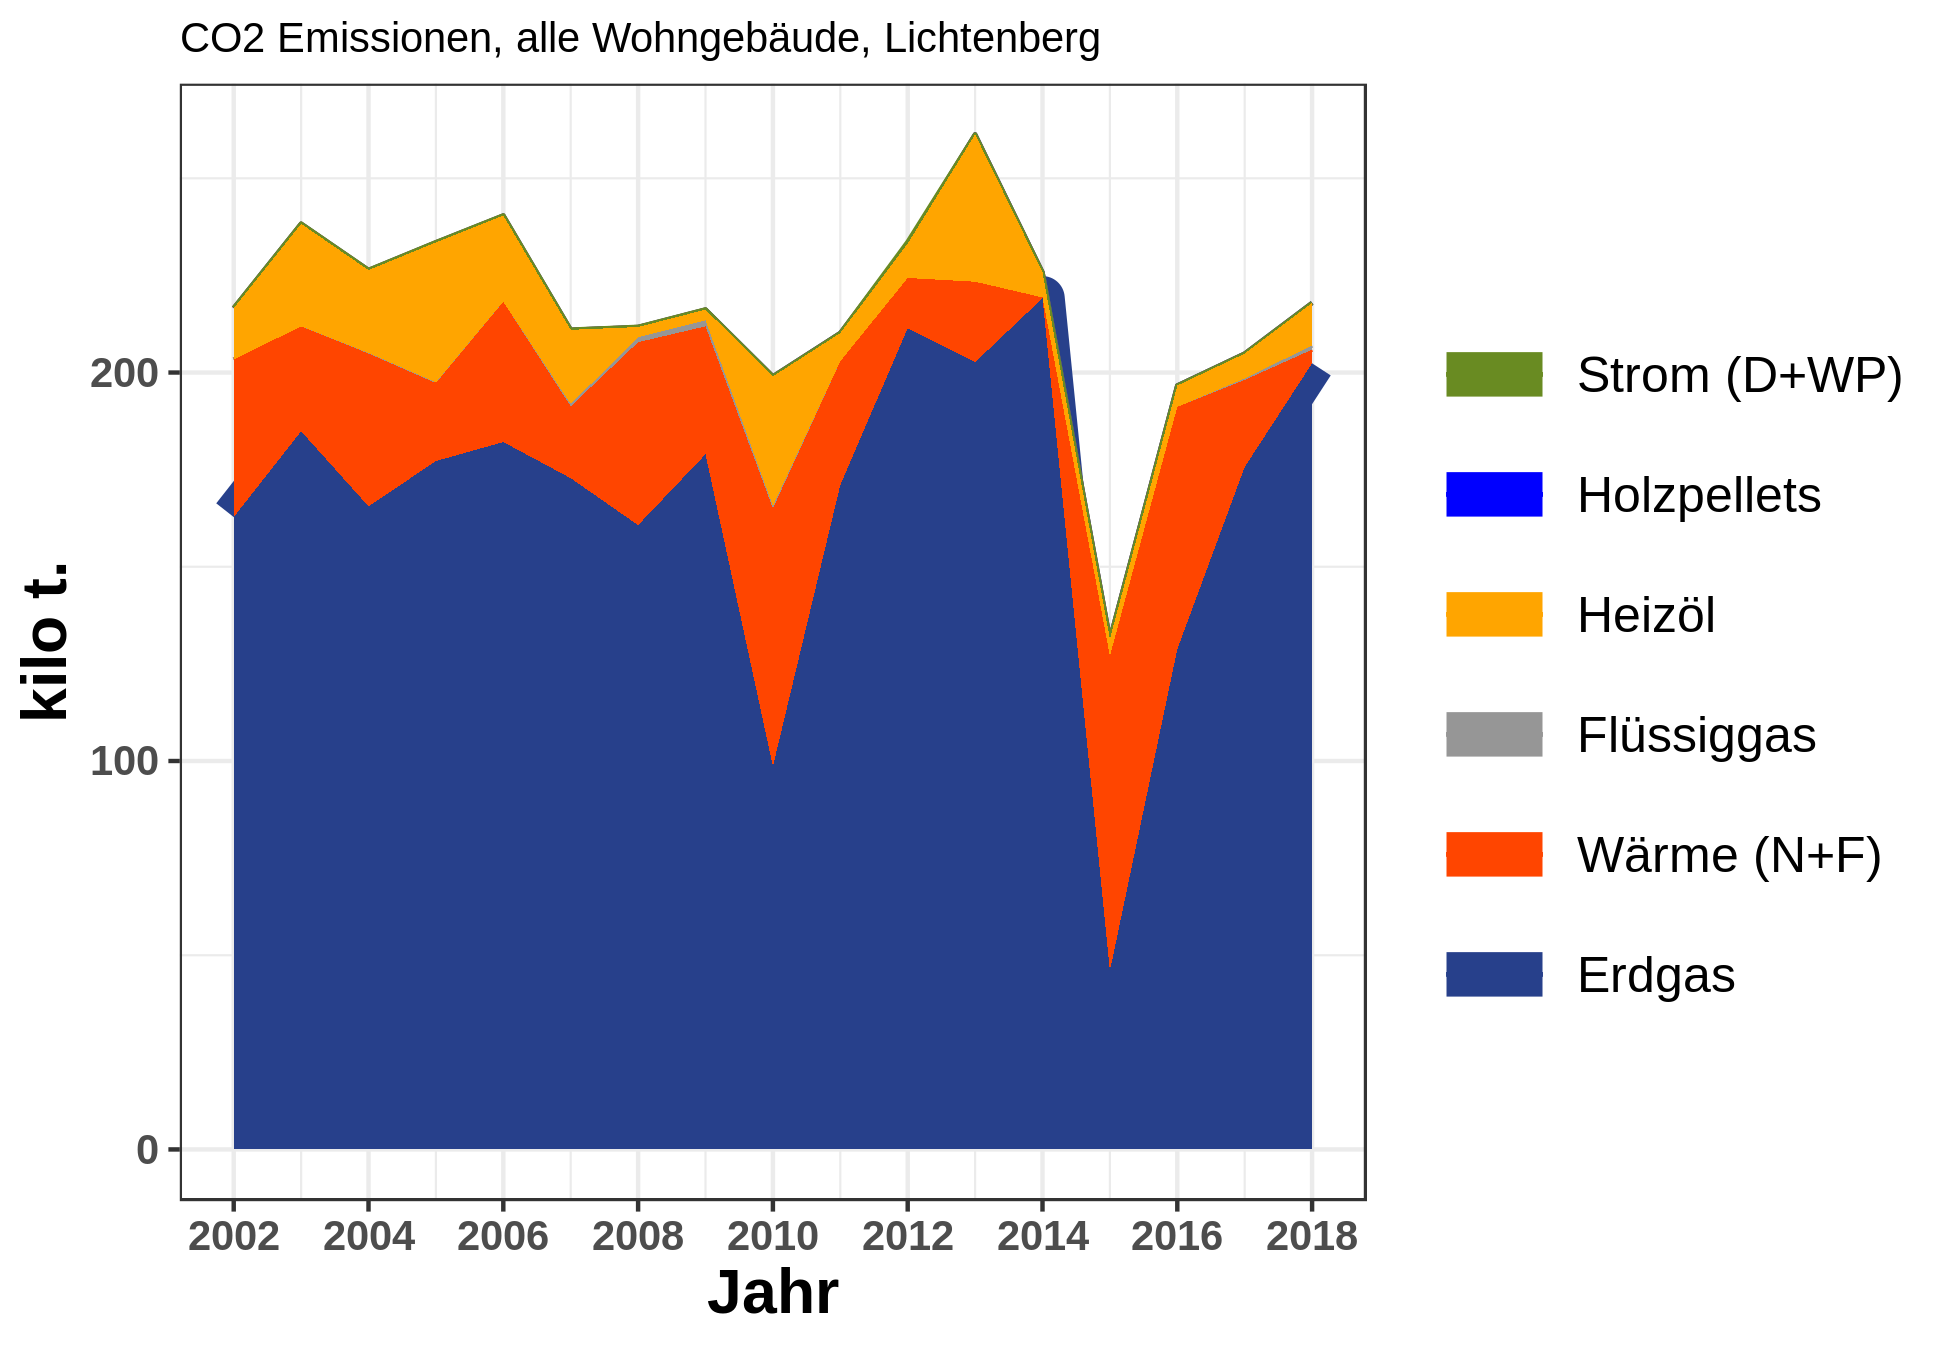 CO2 Emissionen, alle Wohngebäude, Lichtenberg
kilo t.
200
100
0
2002 2004 2006 2008 2010 2012 2014 2016 2018
Jahr
Strom (D+WP)
Holzpellets
Heizöl
Flüssiggas
Wärme (N+F)
Erdgas